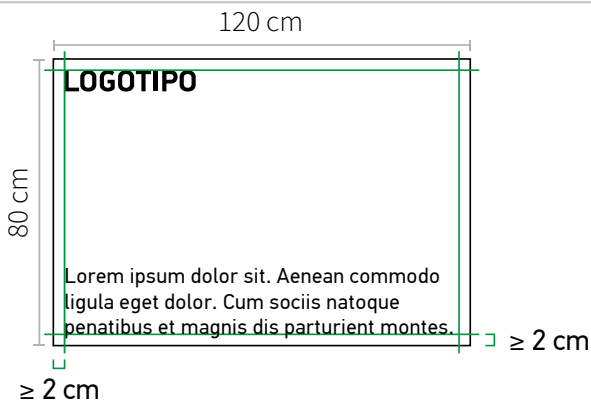 120 cm
LOGOTIPO
80 cm
Lorem ipsum dolor sit. Aenean commodo
ligula eget dolor. Cum sociis natoque
penatibus et magnis dis parturient montes.
≥ 2 cm
≥ 2 cm